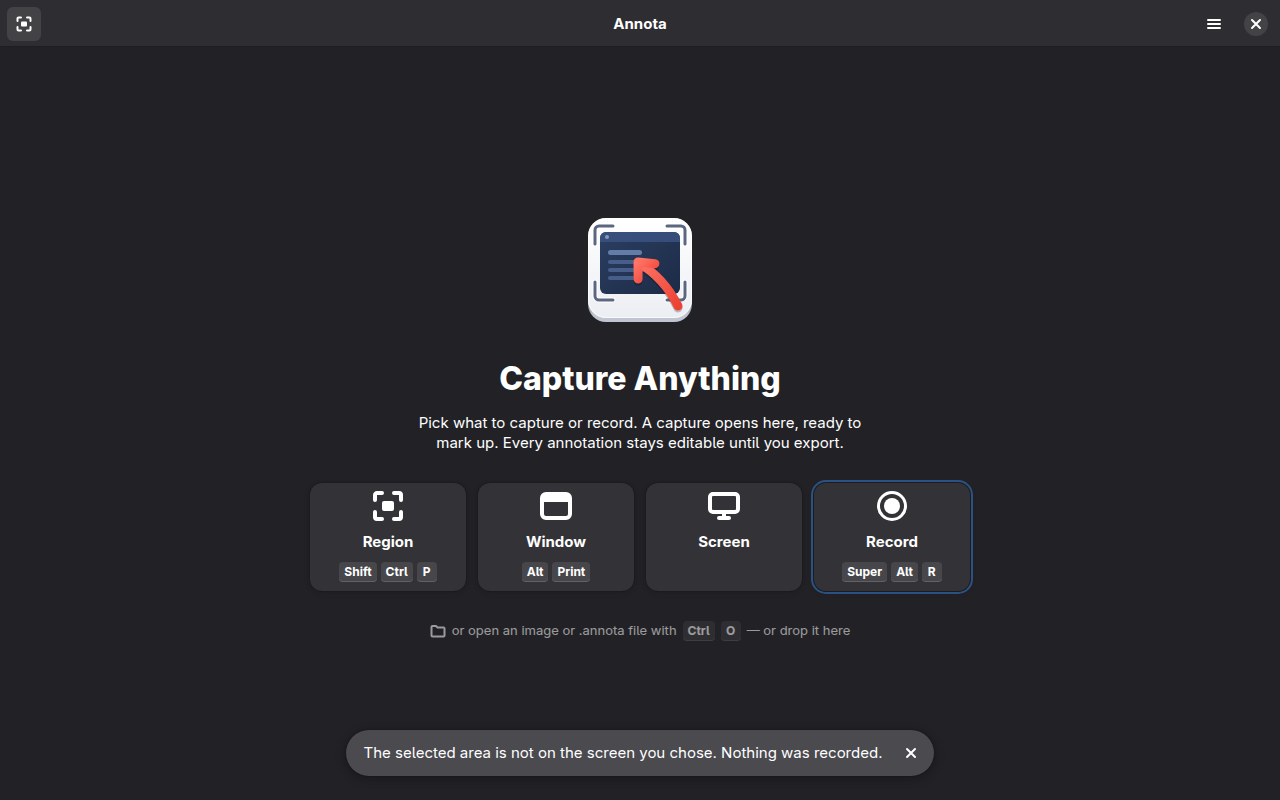 Annota
Capture Anything
Pick what to capture or record. A capture opens here, ready to
mark up. Every annotation stays editable until you export.
Region
Shift Ctrl P
Window
Alt Print
Screen
Record
Super Alt R
or open an image or .annota file with Ctrl O — or drop it here
The selected area is not on the screen you chose. Nothing was recorded.